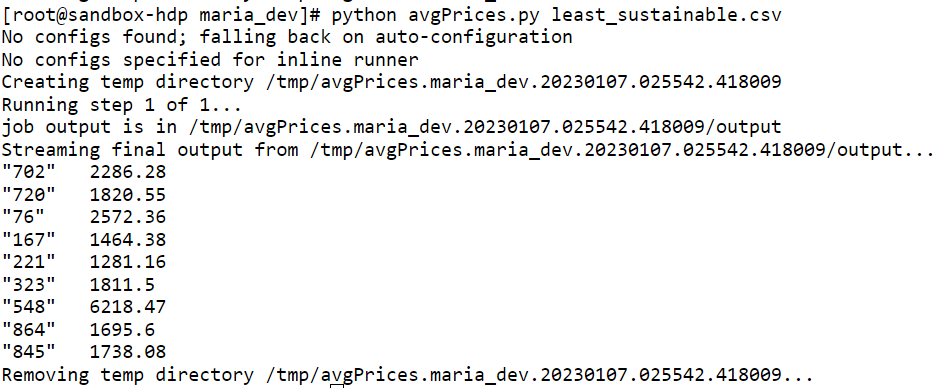 [root@sandbox-hdp maria_dev]# python avgPrices.py least_sustainable.csv
No configs found; falling back on auto-configuration
No configs specified for inline runner
Creating temp directory /tmp/avgPrices.maria_dev.20230107.025542.418009
Running step 1 of 1...
job output is in /tmp/avgPrices.maria_dev.20230107.025542.418009/output
Streaming final output from /tmp/avgPrices.maria_dev.20230107.025542.418009/output...
"702"   2286.28
"720"   1820.55
"76"    2572.36
"167"   1464.38
"221"   1281.16
"323"   1811.5
"548"   6218.47
"864"   1695.6
"845"   1738.08
Removing temp directory /tmp/avgPrices.maria_dev.20230107.025542.418009...